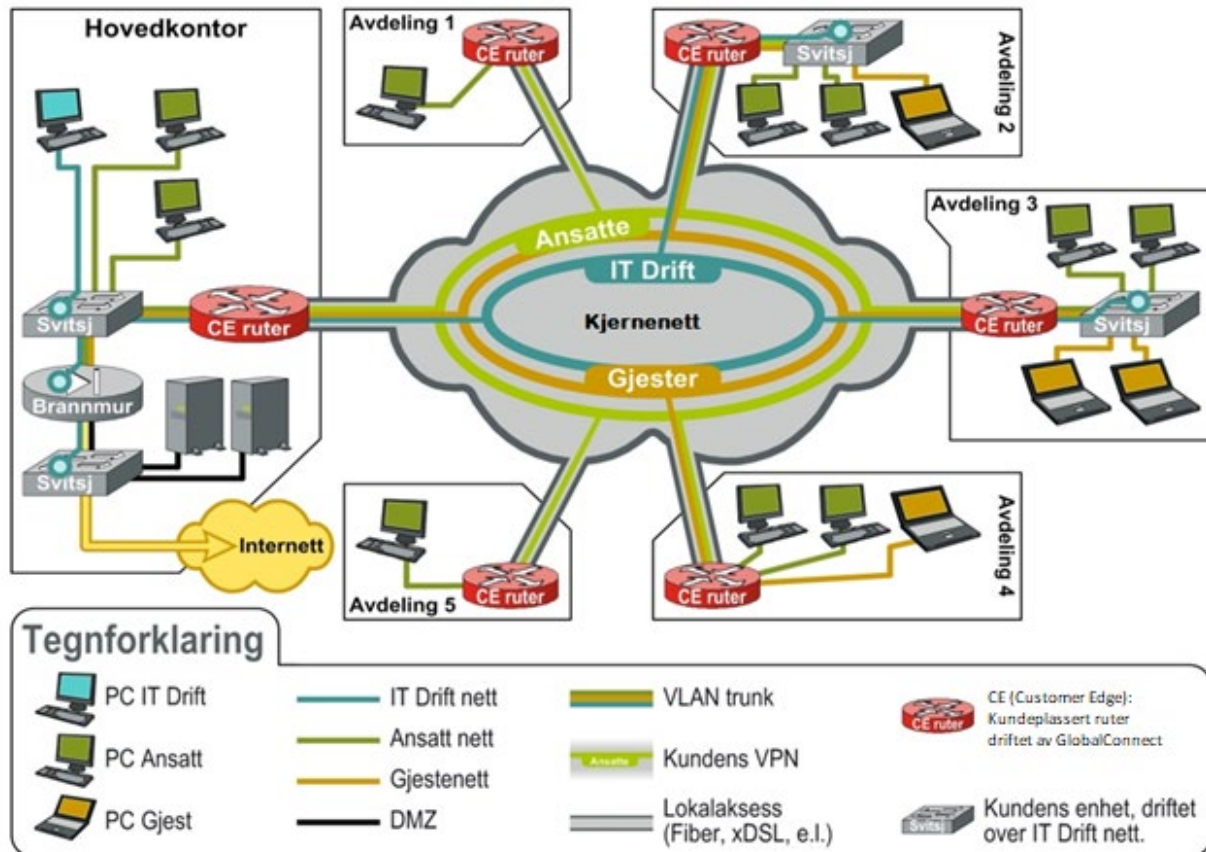 Hovedkontor
Svitsj
CE ruter
Brannmur
Svitsj
Internett
Avdeling 1
CE ruter
CE ruter
Svitsj
Avdeling 2
Avdeling 3
CE ruter
Svitsj
Ansatte
IT Drift
Kjernenett
Gjester
Avdeling 5
CE ruter
CE ruter
Avdeling 4
Tegnforklaring
PC IT Drift
PC Ansatt
PC Gjest
IT Drift nett
Ansatt nett
Gjestenett
DMZ
VLAN trunk
Ansatte
Kundens VPN
Lokalaksess
(Fiber, xDSL, e.l.)
CE ruter
CE (Customer Edge):
Kundeplassert ruter
driftet av GlobalConnect
Svitsj
Kundens enhet, driftet
over IT Drift nett.